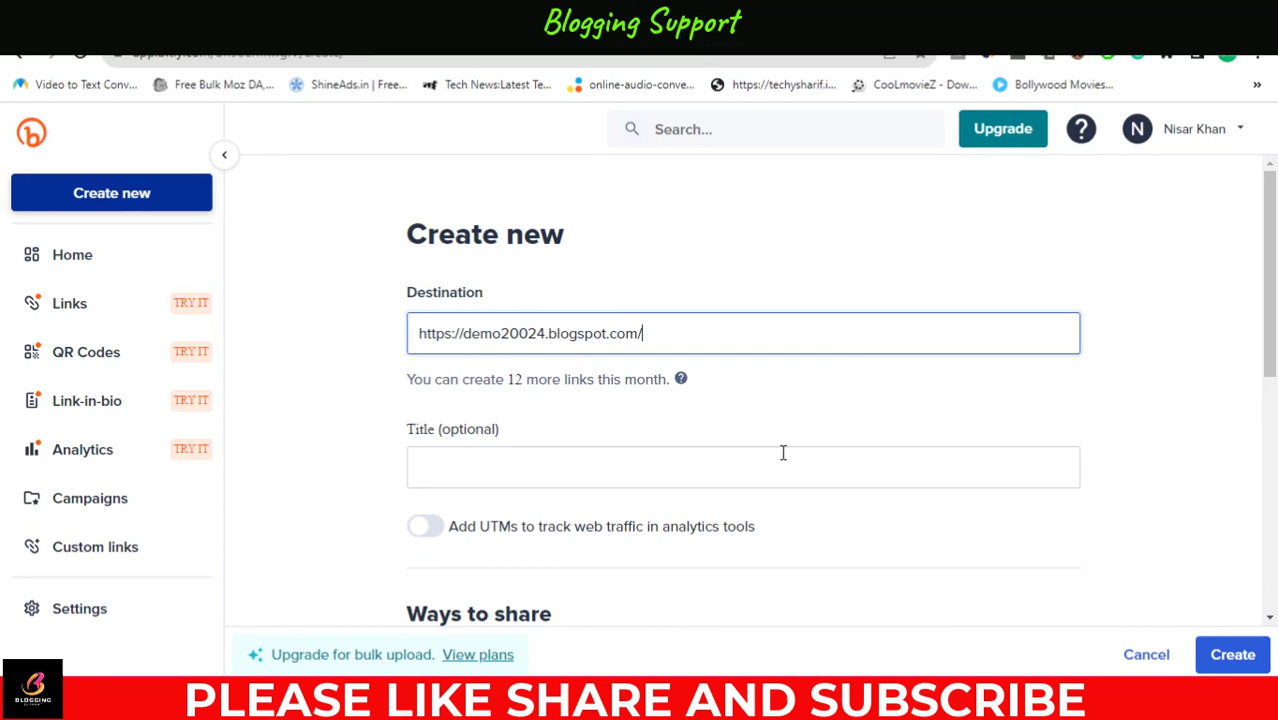 Blogging Support
Video to Text Conv...
Free Bulk Moz DA,...
ShineAds.in | Free...
Tech News:Latest Te...
online-audio-conve...
https://techysharif.i...
CooLmovieZ - Dow...
Bollywood Movies...
»
Search...
Upgrade
?
N
Nisar Khan
Create new
Home
Links TRY IT
QR Codes TRY IT
Link-in-bio TRY IT
Analytics TRY IT
Campaigns
Custom links
Settings
Create new
Destination
https://demo20024.blogspot.com/
You can create 12 more links this month. ?
Title (optional)
Add UTMs to track web traffic in analytics tools
Ways to share
Upgrade for bulk upload. View plans
Cancel
Create
BLOGGING
PLEASE LIKE SHARE AND SUBSCRIBE